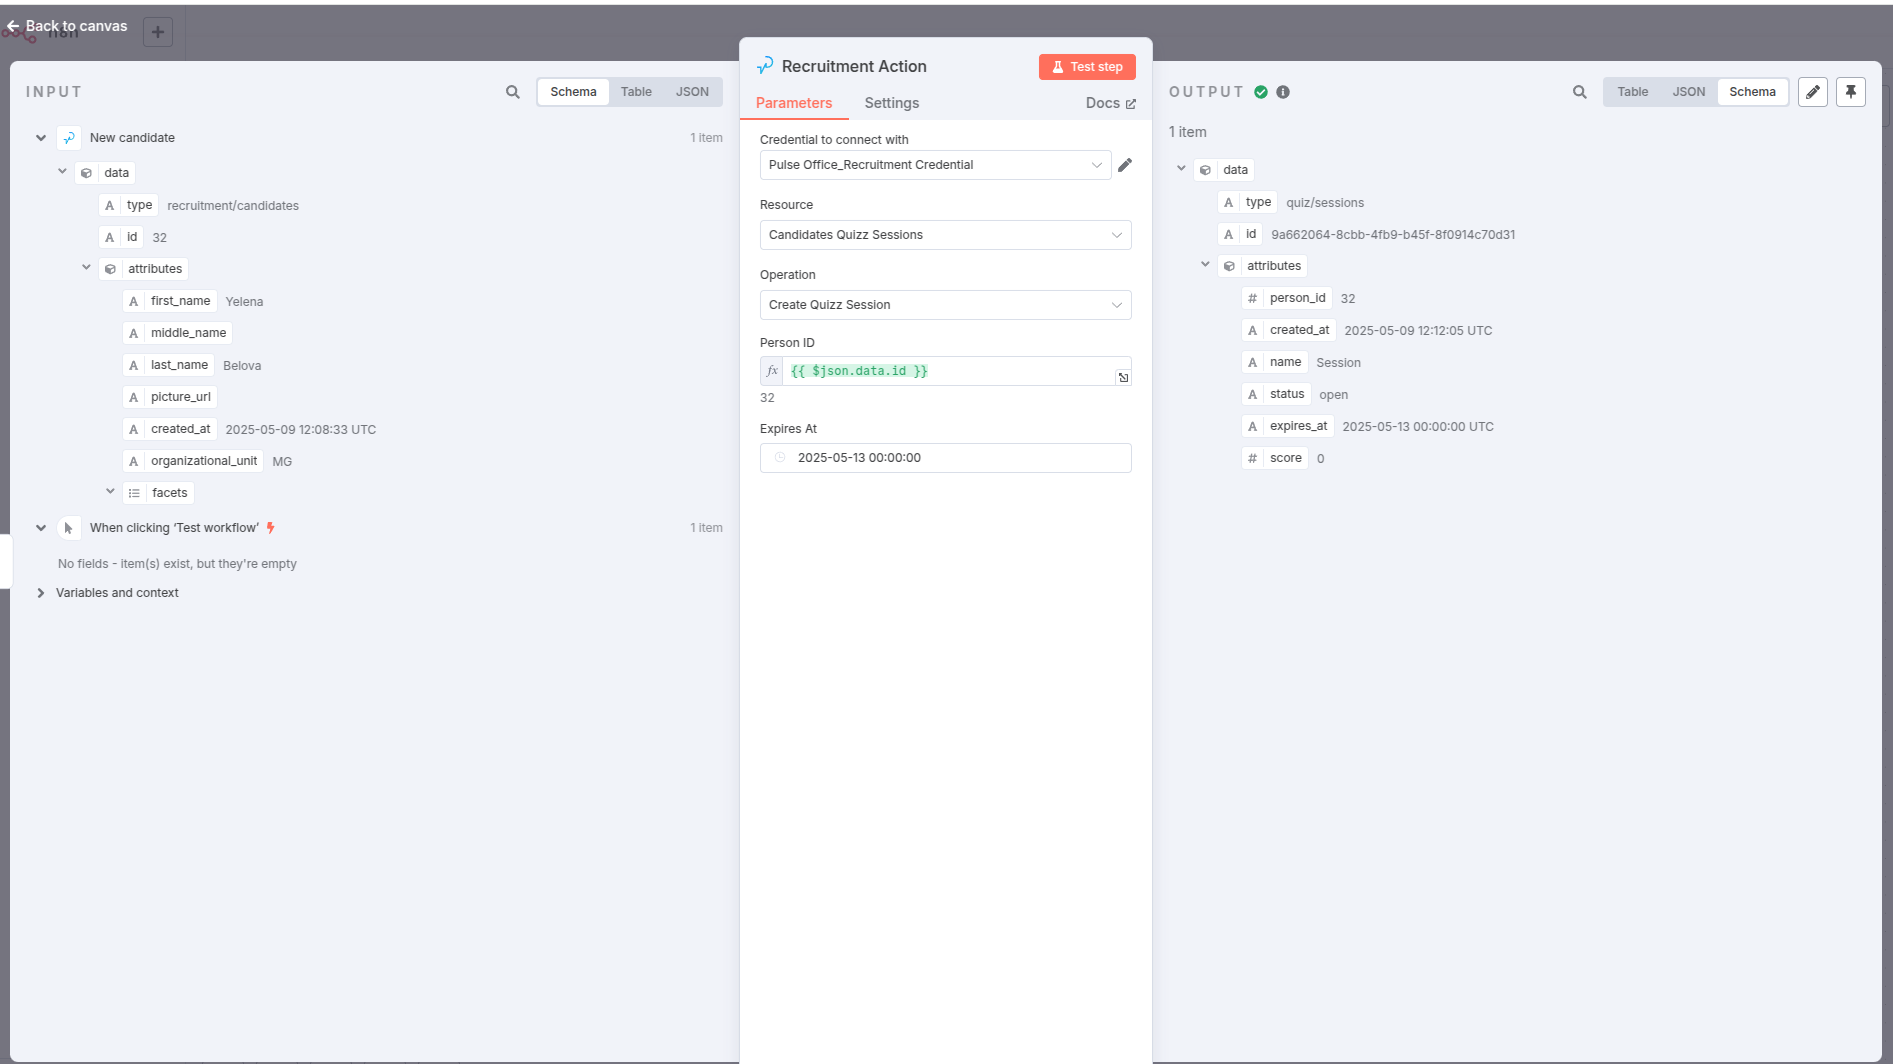 Back to canvas
n8n
INPUT
Schema
Table
JSON
New candidate
1 item
data
A type recruitment/candidates
A id 32
attributes
A first_name Yelena
A middle_name
A last_name Belova
A picture_url
A created_at 2025-05-09 12:08:33 UTC
A organizational_unit MG
facets
When clicking ‘Test workflow’
1 item
No fields - item(s) exist, but they're empty
Variables and context
Recruitment Action
Test step
Parameters
Settings
Docs
Credential to connect with
Pulse Office_Recruitment Credential
Resource
Candidates Quizz Sessions
Operation
Create Quizz Session
Person ID
fx {{ $json.data.id }}
32
Expires At
2025-05-13 00:00:00
OUTPUT
Table
JSON
Schema
1 item
data
A type quiz/sessions
A id 9a662064-8cbb-4fb9-b45f-8f0914c70d31
attributes
# person_id 32
A created_at 2025-05-09 12:12:05 UTC
A name Session
A status open
A expires_at 2025-05-13 00:00:00 UTC
# score 0